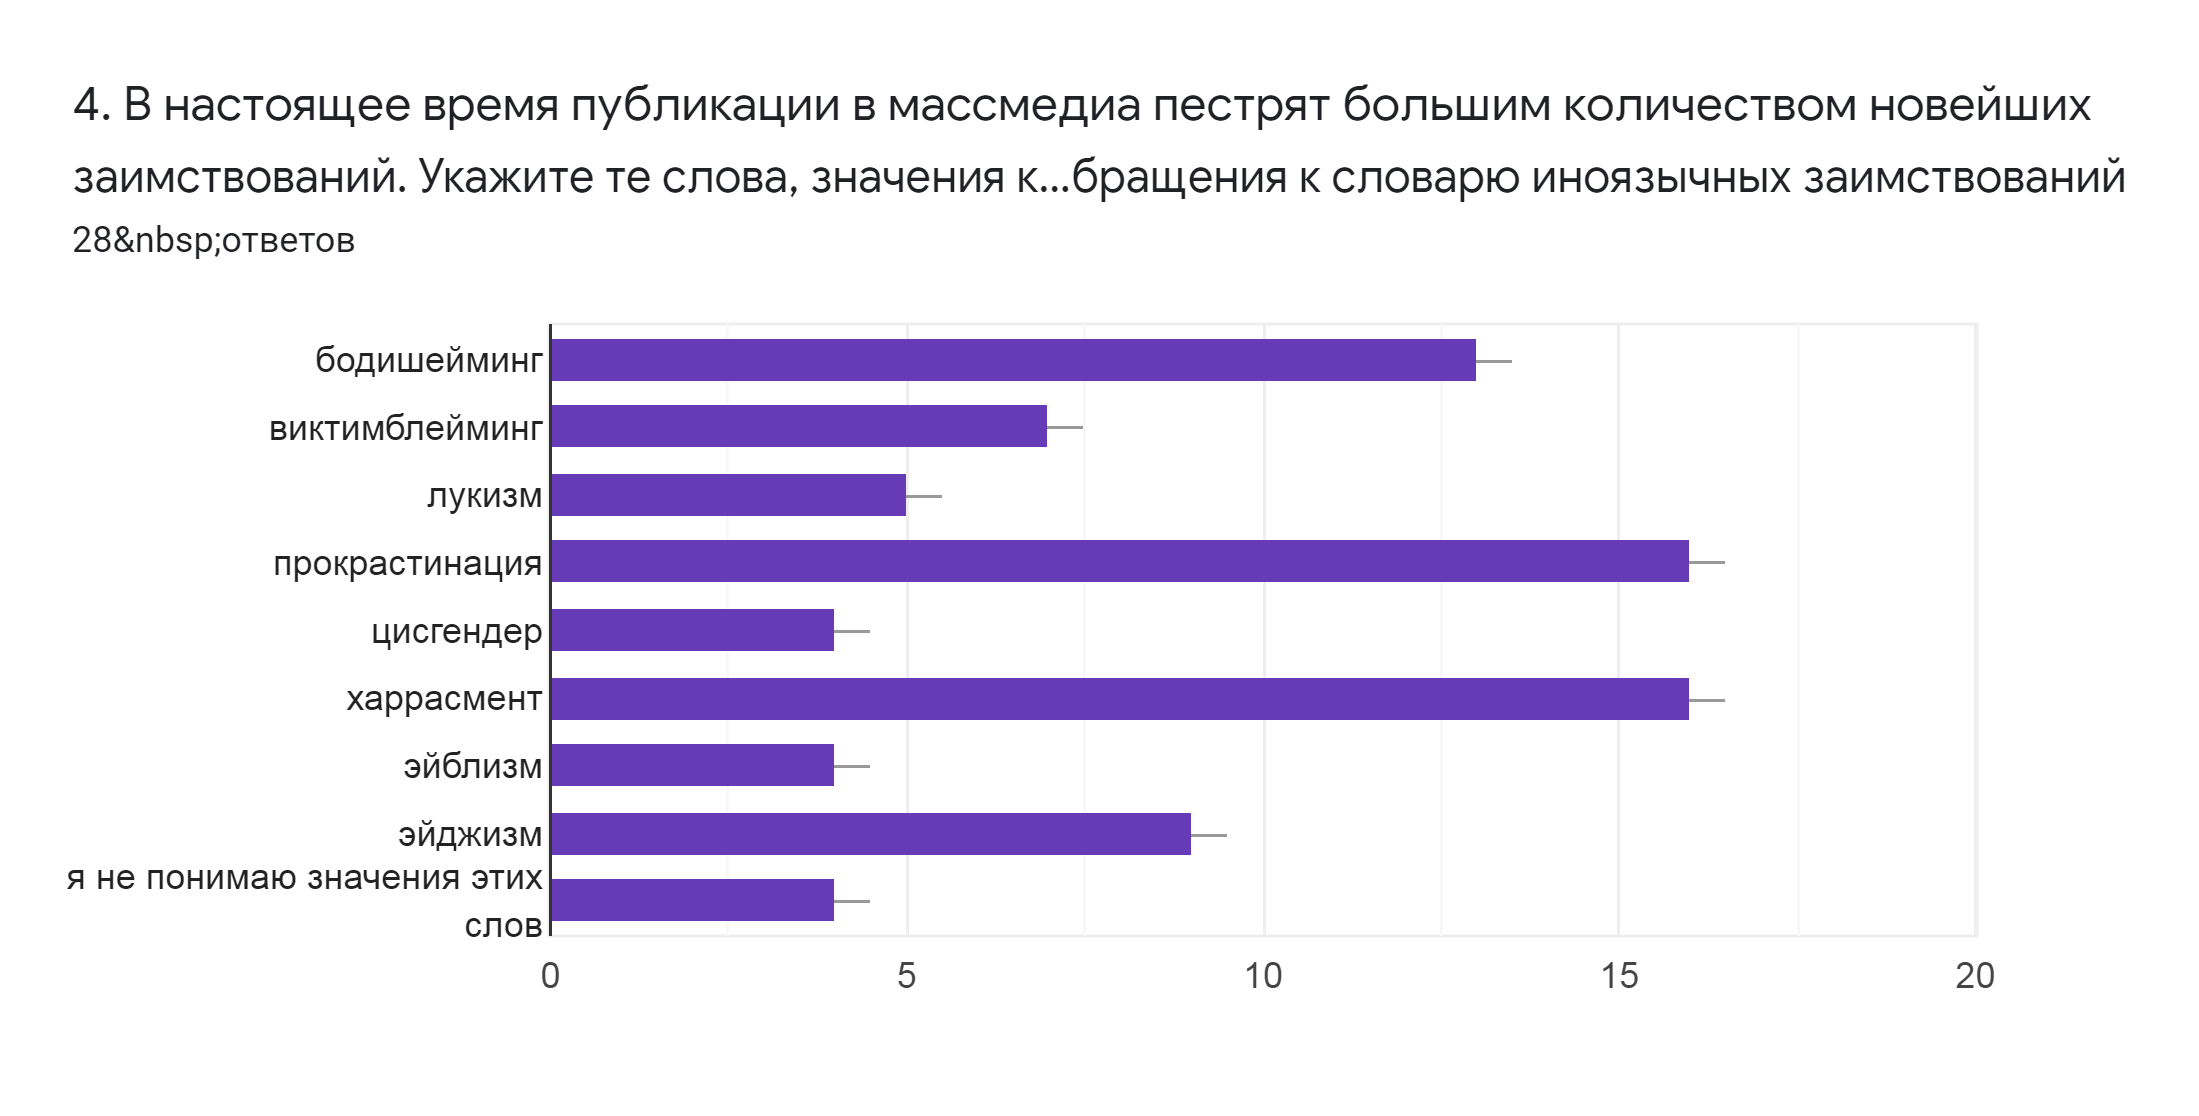 4. В настоящее время публикации в массмедиа пестрят большим количеством новейших
заимствований. Укажите те слова, значения к...бращения к словарю иноязычных заимствований
28&nbsp;ответов
бодишейминг
виктимблейминг
лукизм
прокрастинация
цисгендер
харрасмент
эйблизм
эйджизм
я не понимаю значения этих
слов
0 5 10 15 20